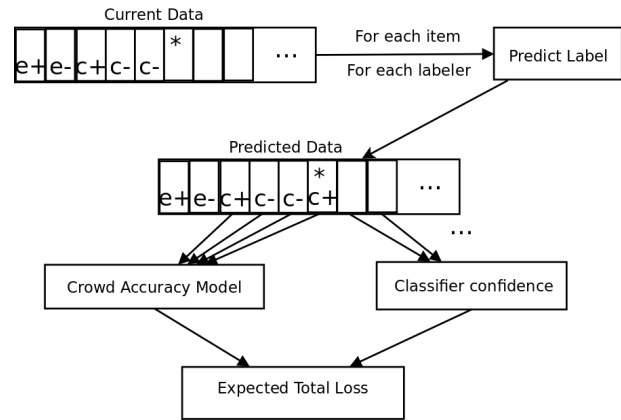 Current Data
*
e+ e- c+ c- c- ...
For each item
For each labeler
Predict Label
Predicted Data
*
e+ e- c+ c- c- c+ ...
...
Crowd Accuracy Model
Classifier confidence
Expected Total Loss